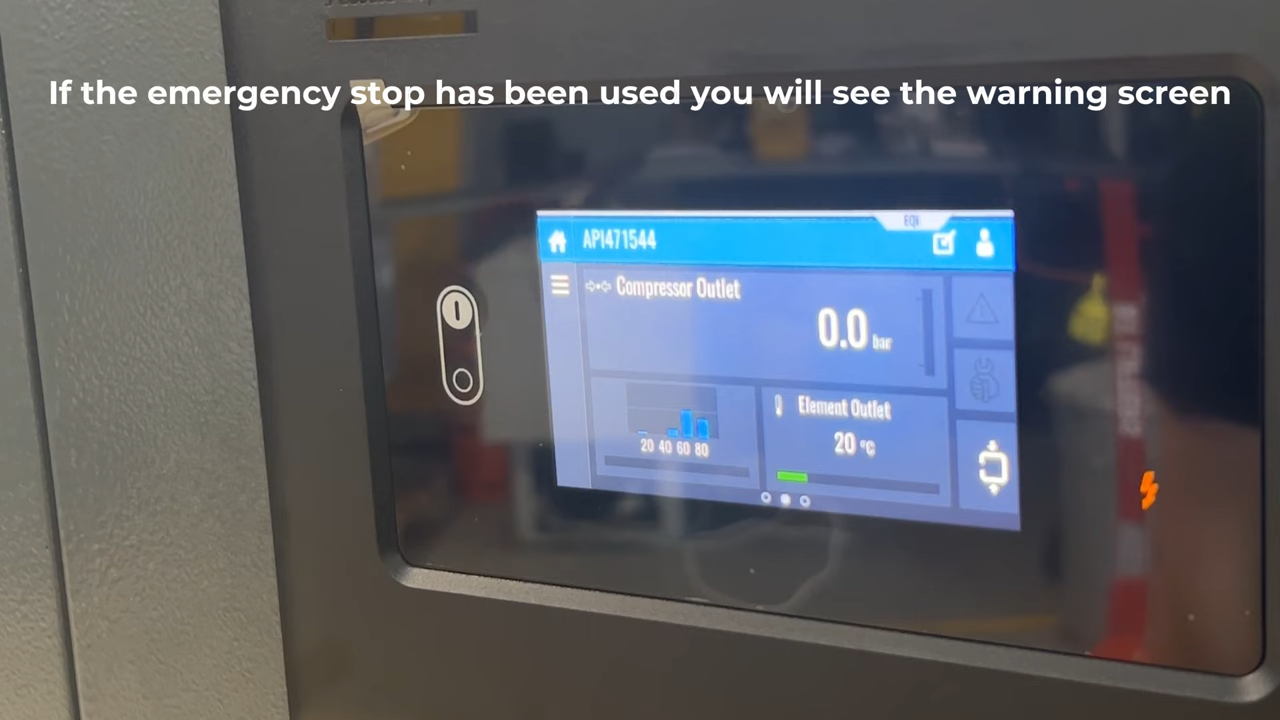 If the emergency stop has been used you will see the warning screen
EQN
API471544
Compressor Outlet
0.0 bar
Element Outlet
20 °C
20 40 60 80